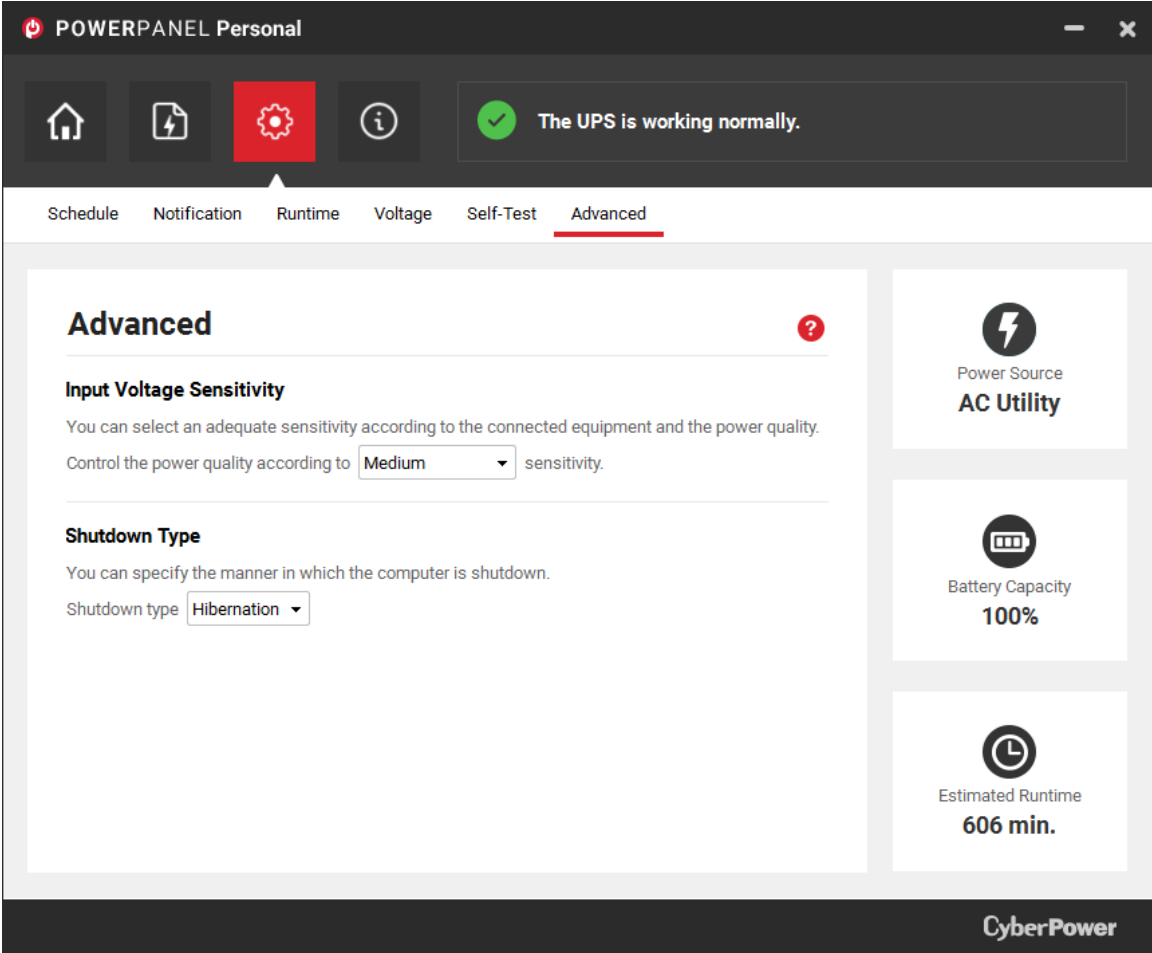 POWERPANEL Personal
The UPS is working normally.
Schedule Notification Runtime Voltage Self-Test Advanced
Advanced
?
Input Voltage Sensitivity
You can select an adequate sensitivity according to the connected equipment and the power quality.
Control the power quality according to Medium sensitivity.
Shutdown Type
You can specify the manner in which the computer is shutdown.
Shutdown type Hibernation
Power Source
AC Utility
Battery Capacity
100%
Estimated Runtime
606 min.
CyberPower